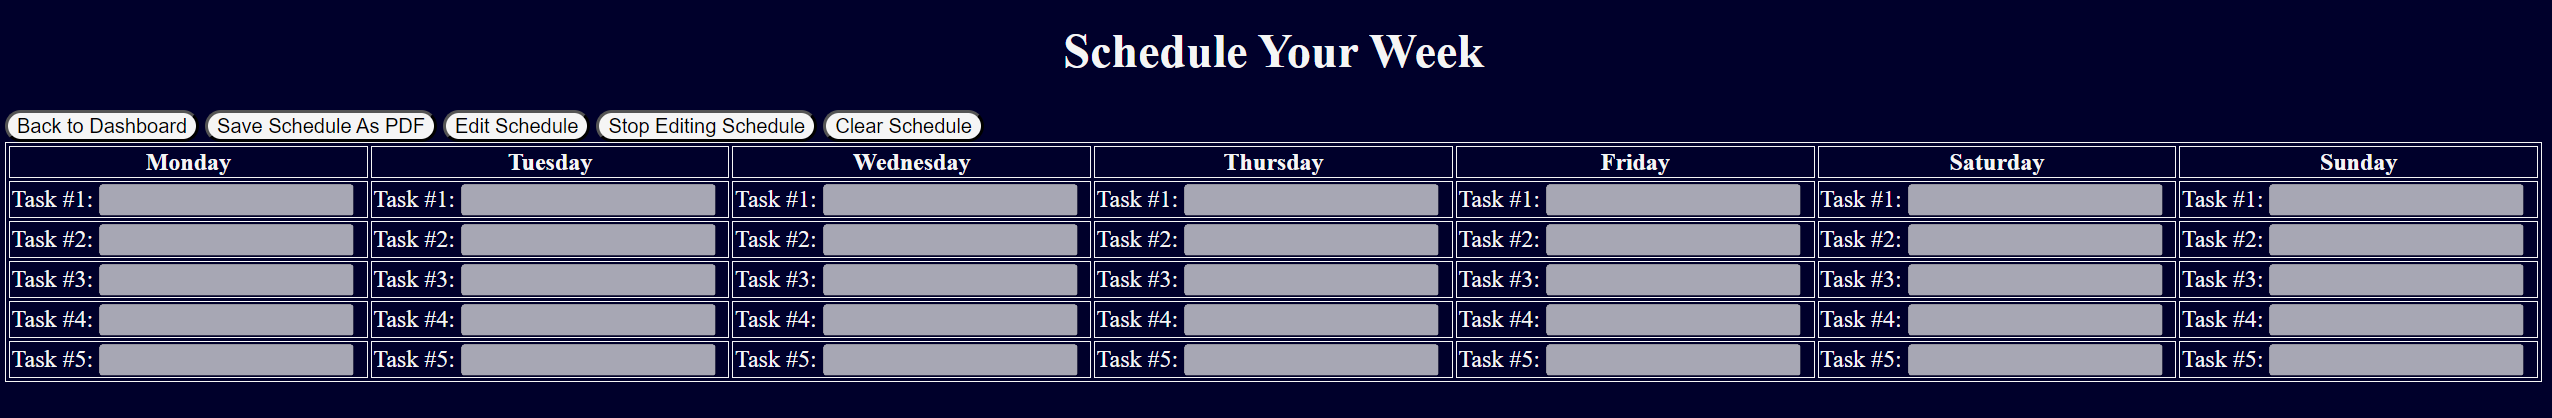 Schedule Your Week
Back to Dashboard Save Schedule As PDF Edit Schedule Stop Editing Schedule Clear Schedule
Monday Tuesday Wednesday Thursday Friday Saturday Sunday
Task #1: Task #1: Task #1: Task #1: Task #1: Task #1: Task #1:
Task #2: Task #2: Task #2: Task #2: Task #2: Task #2: Task #2:
Task #3: Task #3: Task #3: Task #3: Task #3: Task #3: Task #3:
Task #4: Task #4: Task #4: Task #4: Task #4: Task #4: Task #4:
Task #5: Task #5: Task #5: Task #5: Task #5: Task #5: Task #5: